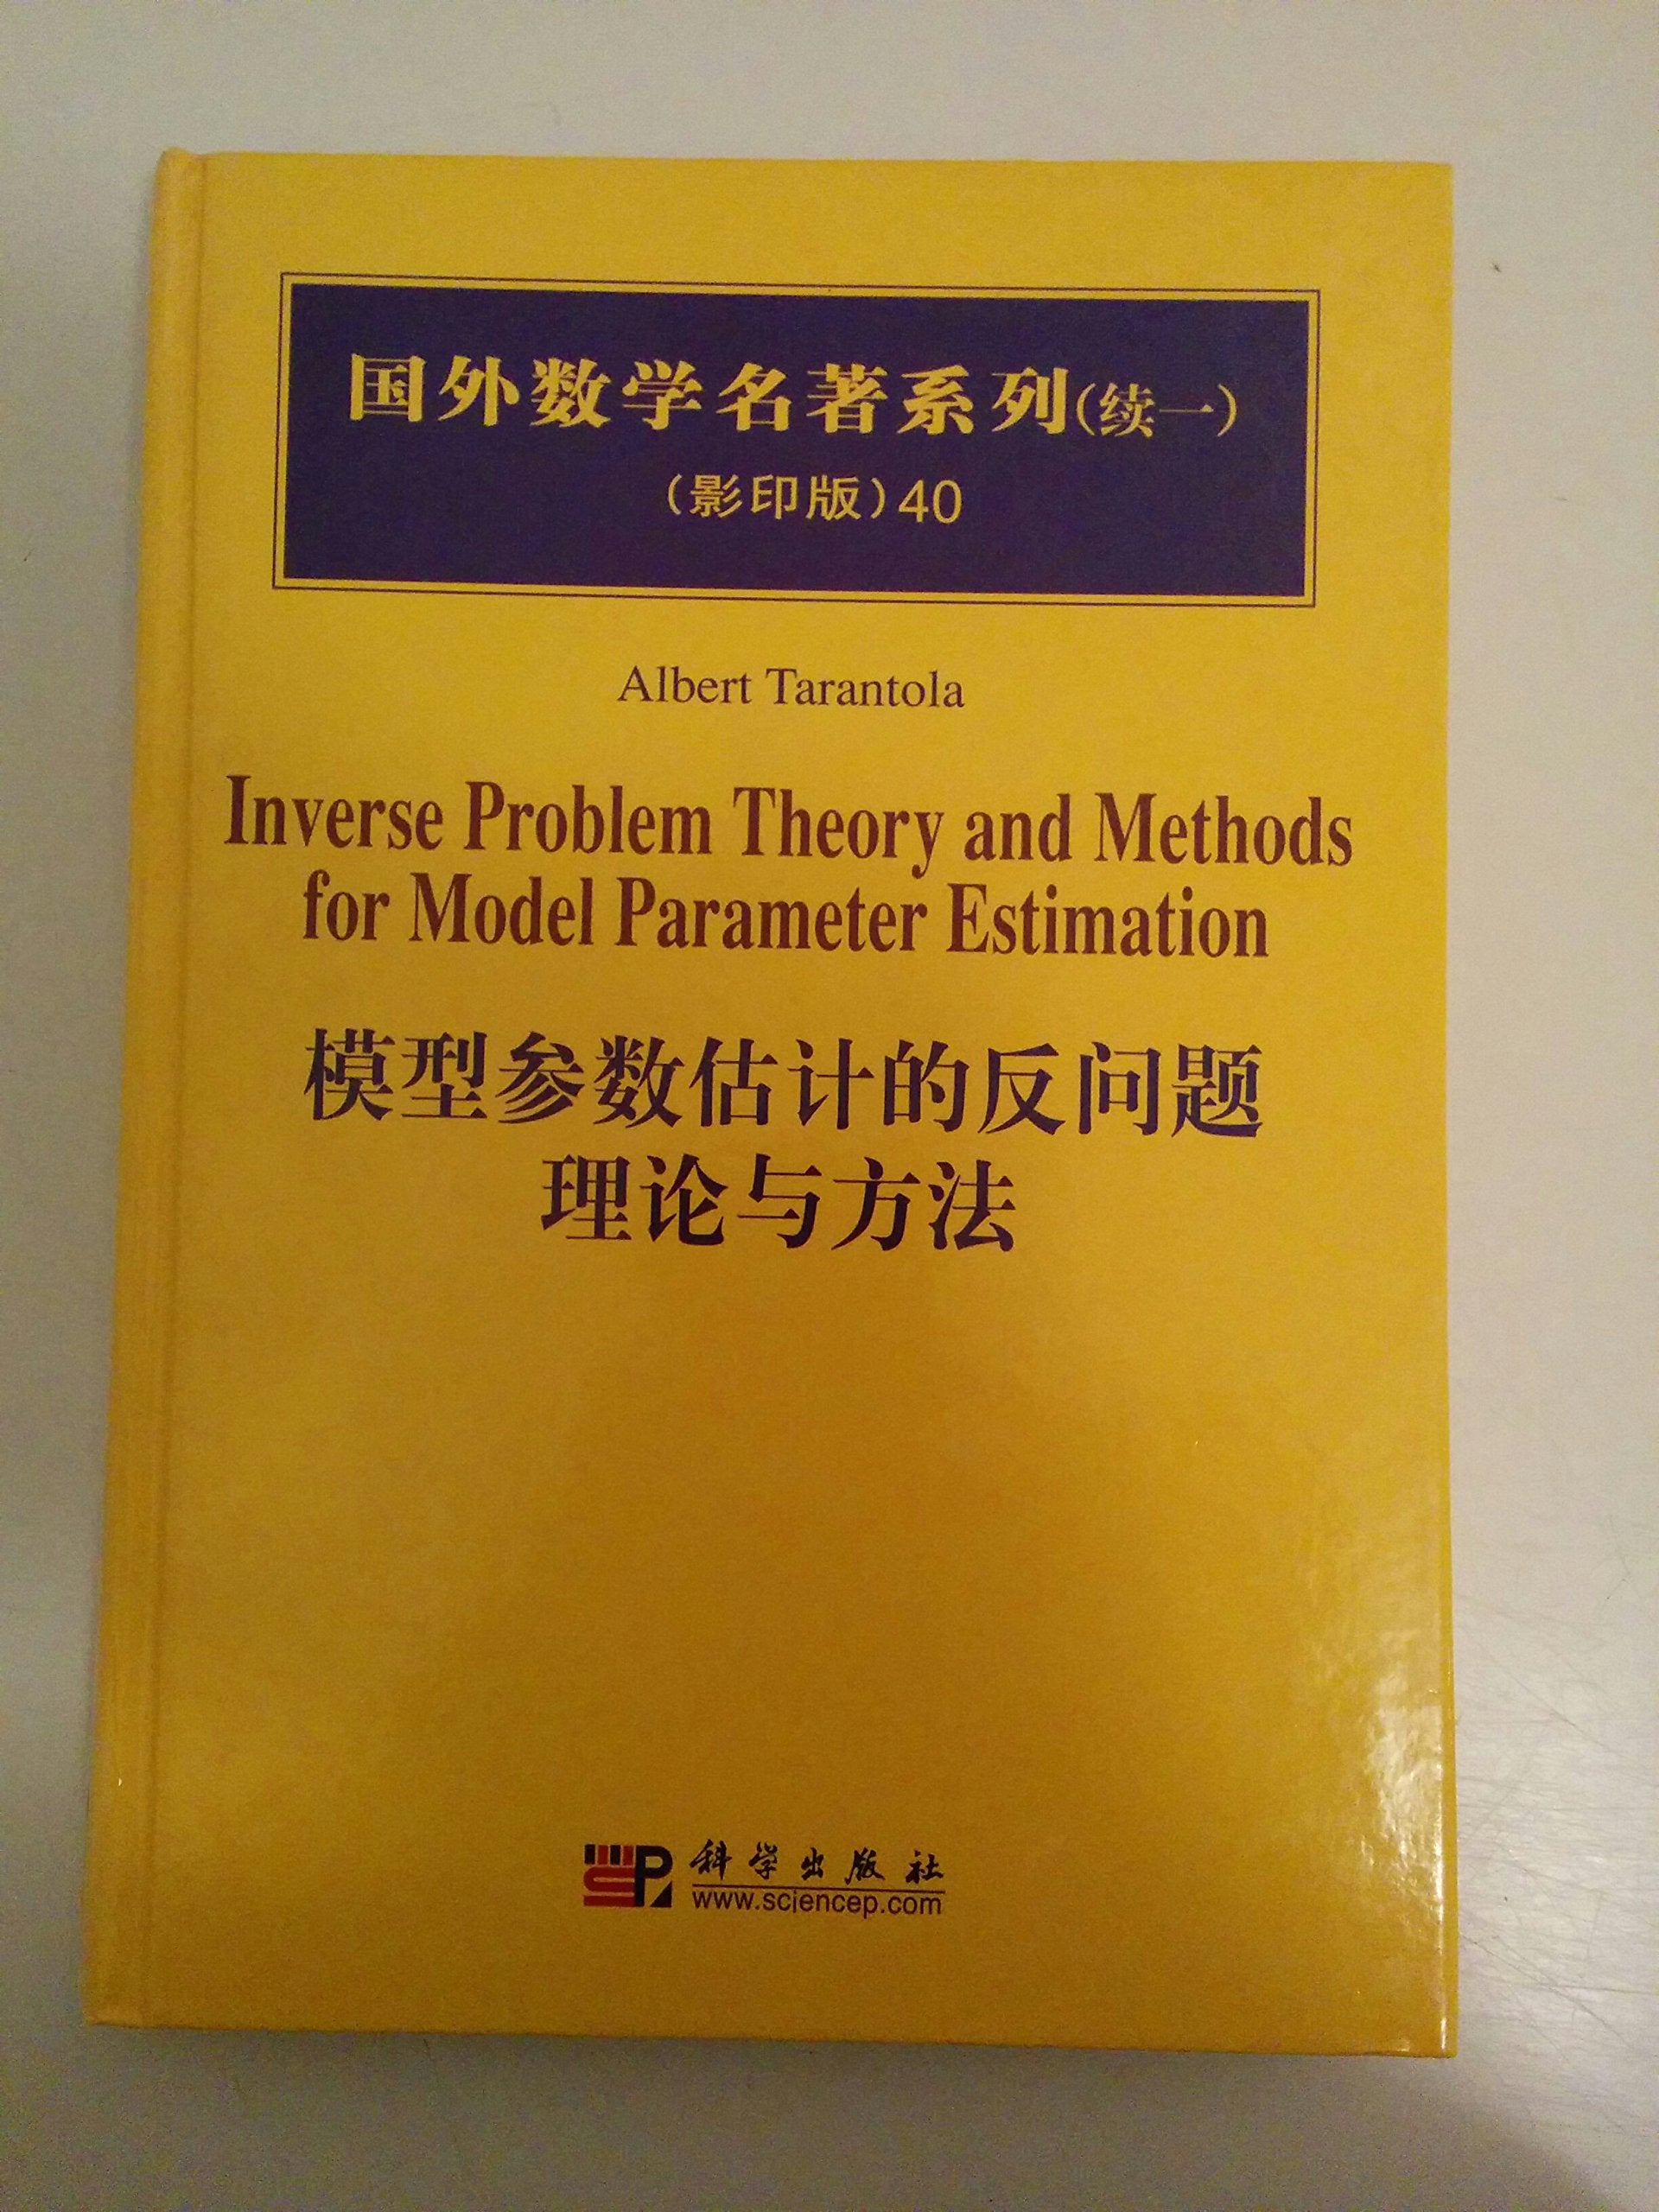 国外数学名著系列(续一)
(影印版)40
Albert Tarantola
Inverse Problem Theory and Methods
for Model Parameter Estimation
模型参数估计的反问题
理论与方法
科学出版社
www.sciencep.com